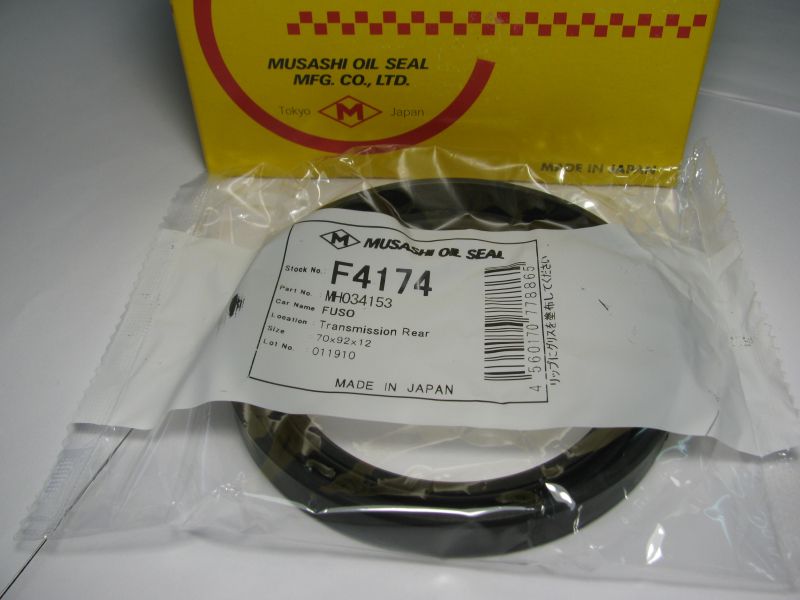 MUSASHI OIL SEAL
MFG. CO., LTD.
Tokyo M Japan
MADE IN JAPAN
M MUSASHI OIL SEAL
Stock No. : F4174
Part No. : MH034153
Car Name : FUSO
Location : Transmission Rear
Size : 70x92x12
Lot No. : 011910
MADE IN JAPAN
4 560170 778865
リップにグリスを塗布してください